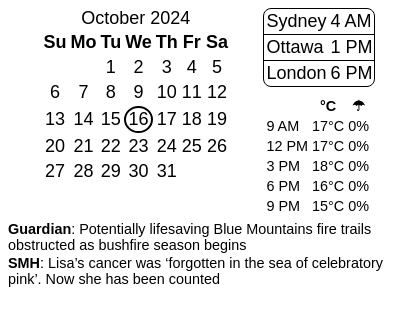 October 2024
Su Mo Tu We Th Fr Sa
1 2 3 4 5
6 7 8 9 10 11 12
13 14 15 16 17 18 19
20 21 22 23 24 25 26
27 28 29 30 31
Sydney 4 AM
Ottawa 1 PM
London 6 PM
°C ☂
9 AM 17°C 0%
12 PM 17°C 0%
3 PM 18°C 0%
6 PM 16°C 0%
9 PM 15°C 0%
Guardian: Potentially lifesaving Blue Mountains fire trails
obstructed as bushfire season begins
SMH: Lisa’s cancer was ‘forgotten in the sea of celebratory
pink’. Now she has been counted